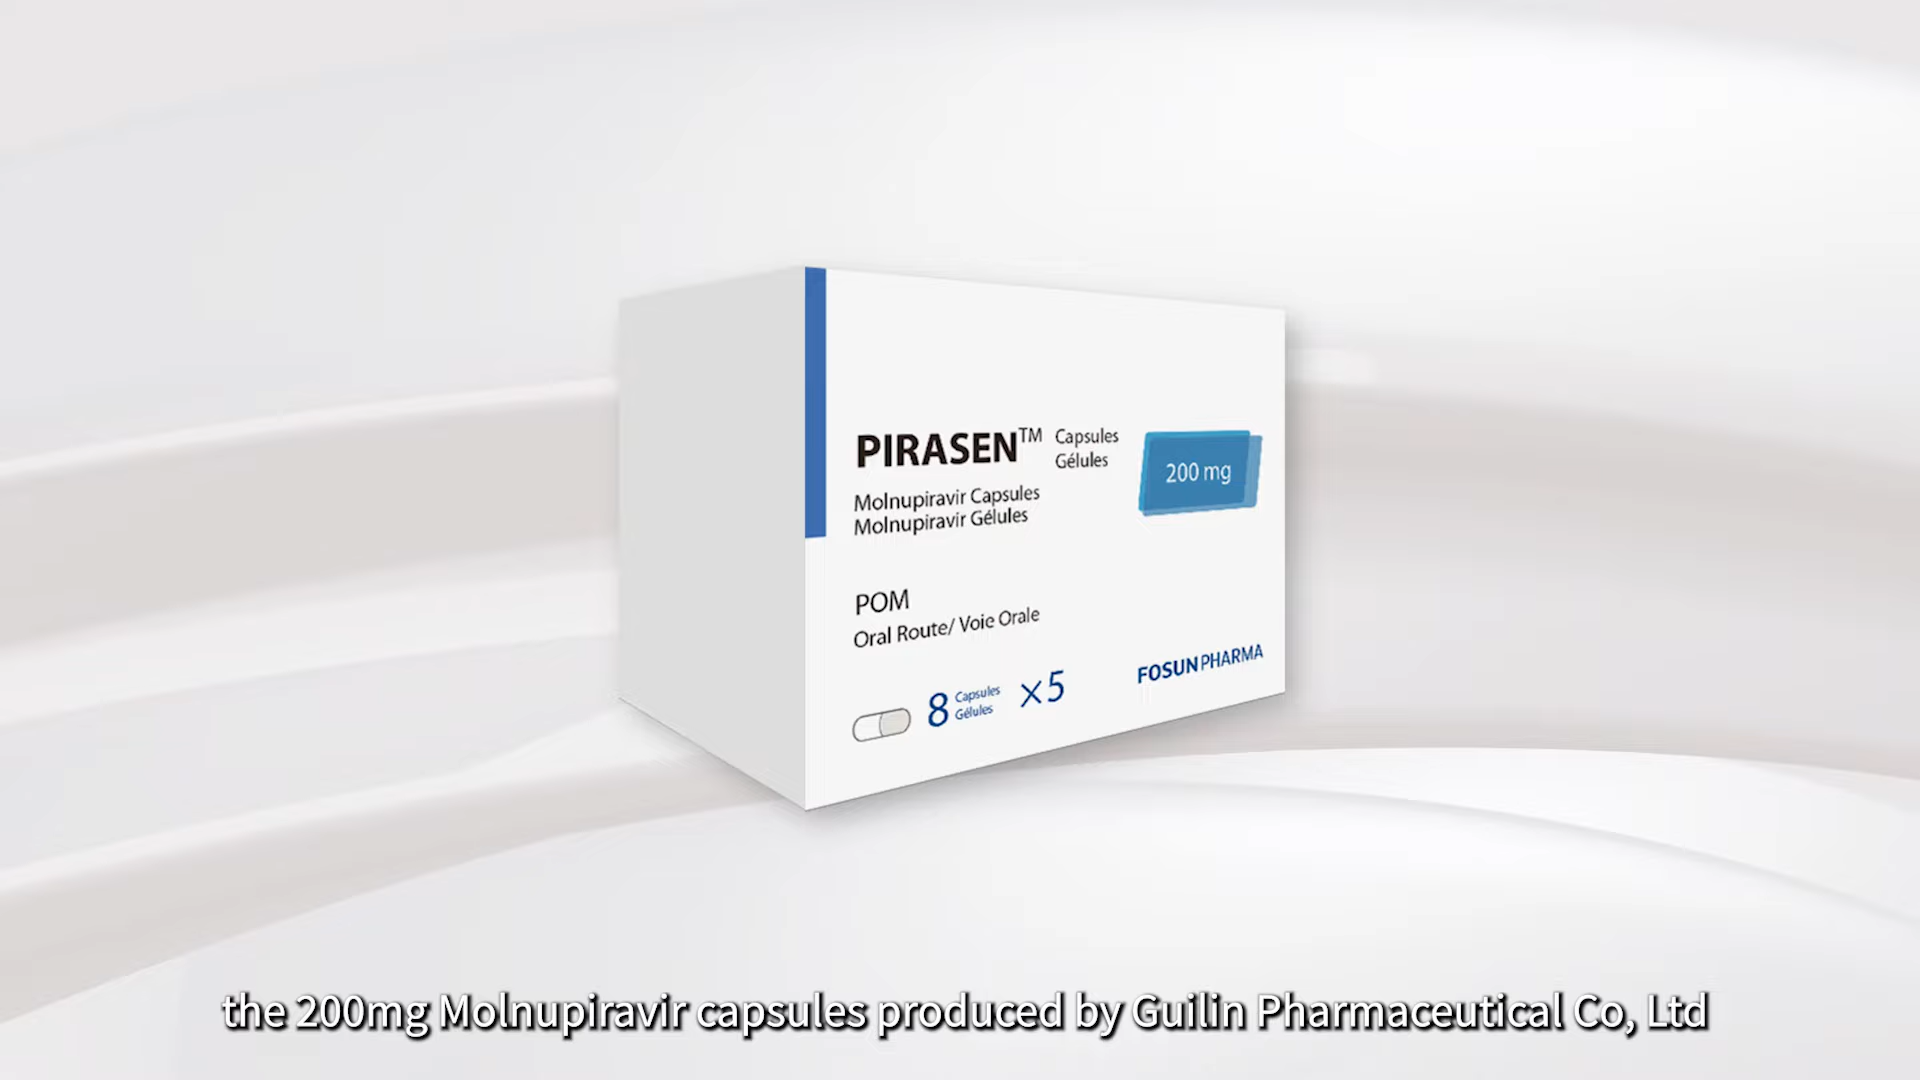 PIRASEN™ Capsules
Gélules
200 mg
Molnupiravir Capsules
Molnupiravir Gélules
POM
Oral Route/ Voie Orale
8 Capsules
Gélules
×5
FOSUN PHARMA
the 200mg Molnupiravir capsules produced by Guilin Pharmaceutical Co, Ltd